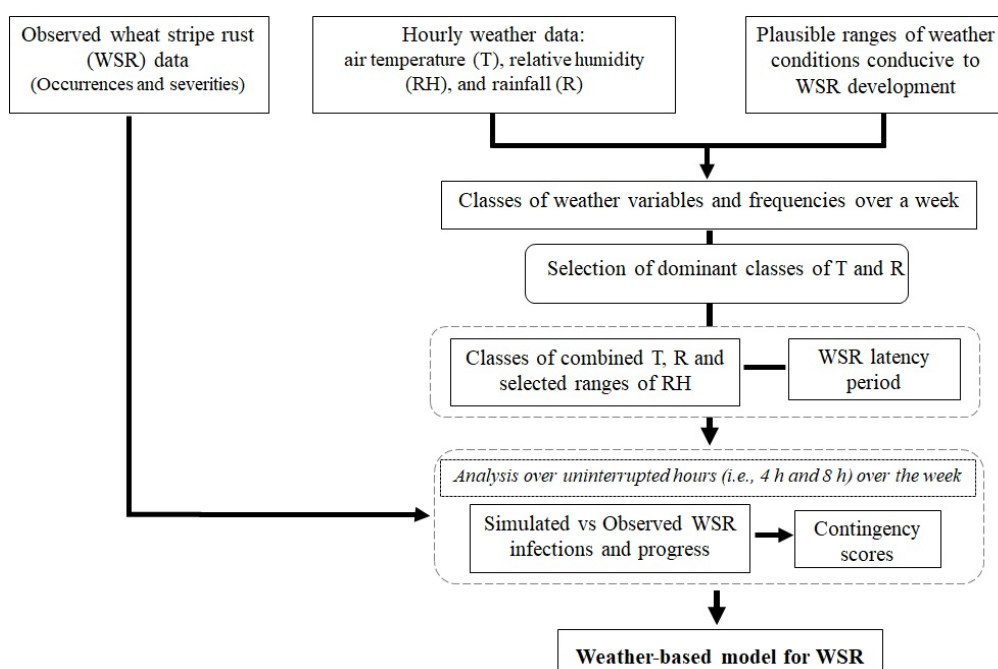 Observed wheat stripe rust
(WSR) data
(Occurrences and severities)
Hourly weather data:
air temperature (T), relative humidity
(RH), and rainfall (R)
Plausible ranges of weather
conditions conducive to
WSR development
Classes of weather variables and frequencies over a week
Selection of dominant classes of T and R
Classes of combined T, R and
selected ranges of RH
WSR latency
period
Analysis over uninterrupted hours (i.e., 4 h and 8 h) over the week
Simulated vs Observed WSR
infections and progress
Contingency
scores
Weather-based model for WSR